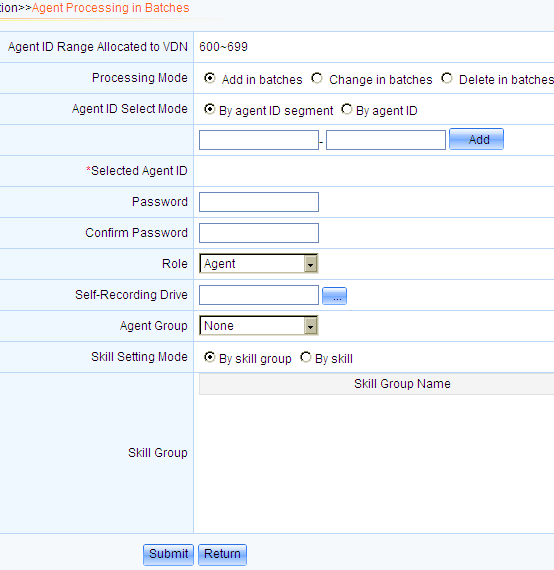 tion>>Agent Processing in Batches
Agent ID Range Allocated to VDN 600~699
Processing Mode Add in batches Change in batches Delete in batches
Agent ID Select Mode By agent ID segment By agent ID
- Add
*Selected Agent ID
Password
Confirm Password
Role Agent
Self-Recording Drive ...
Agent Group None
Skill Setting Mode By skill group By skill
Skill Group Name
Skill Group
Submit Return